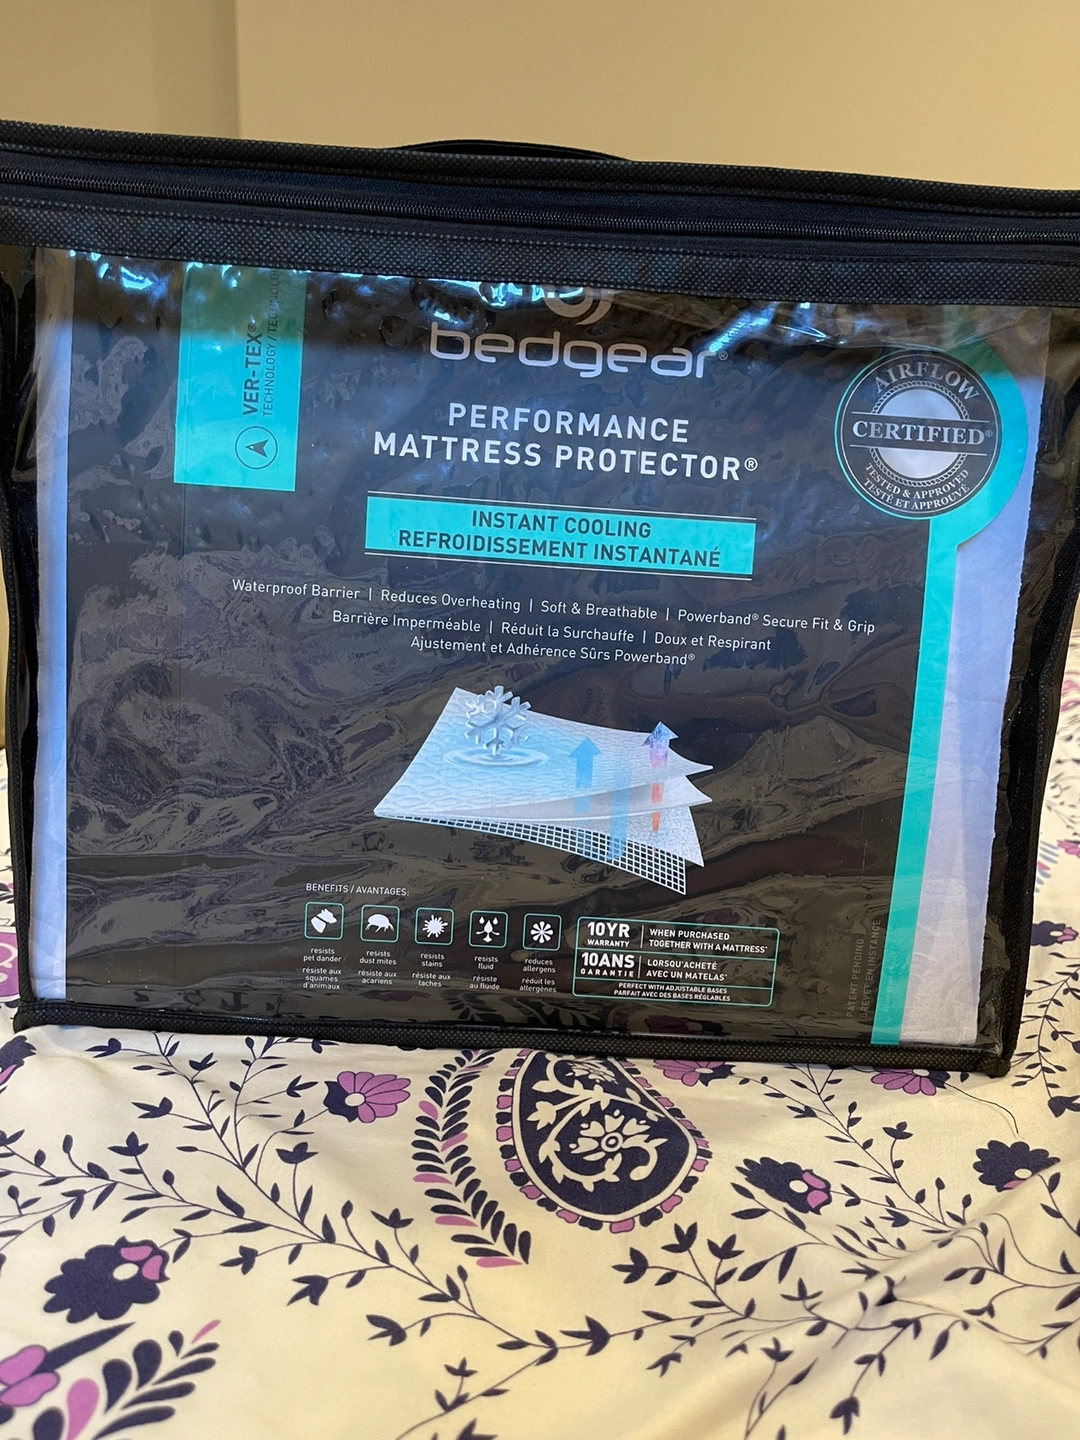 VER-TEX®
TECHNOLOGY / TECHNOLOGIE
bedgear®
PERFORMANCE
MATTRESS PROTECTOR®
AIRFLOW
CERTIFIED®
TESTED & APPROVED
TESTÉ ET APPROUVÉ
INSTANT COOLING
REFROIDISSEMENT INSTANTANÉ
Waterproof Barrier | Reduces Overheating | Soft & Breathable | Powerband® Secure Fit & Grip
Barrière Imperméable | Réduit la Surchauffe | Doux et Respirant
Ajustement et Adhérence Sûrs Powerband®
BENEFITS / AVANTAGES:
resists
pet dander
résiste aux
squames
d'animaux
resists
dust mites
résiste aux
acariens
resists
stains
résiste aux
taches
resists
fluid
résiste
au fluide
reduces
allergens
réduit les
allergènes
10YR
WARRANTY
WHEN PURCHASED
TOGETHER WITH A MATTRESS*
10ANS
GARANTIE
LORSQU'ACHETÉ
AVEC UN MATELAS*
PERFECT WITH ADJUSTABLE BASES
PARFAIT AVEC DES BASES RÉGLABLES
PATENT PENDING
BREVET EN INSTANCE